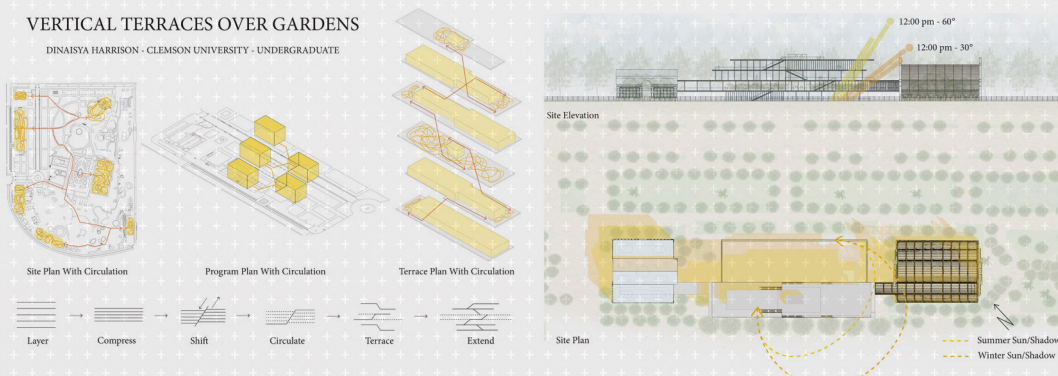 VERTICAL TERRACES OVER GARDENS
DINAISYA HARRISON - CLEMSON UNIVERSITY - UNDERGRADUATE
Site Plan With Circulation
Program Plan With Circulation
Terrace Plan With Circulation
Layer
Compress
Shift
Circulate
Terrace
Extend
12:00 pm - 60°
12:00 pm - 30°
Site Elevation
Site Plan
Summer Sun/Shadow
Winter Sun/Shadow